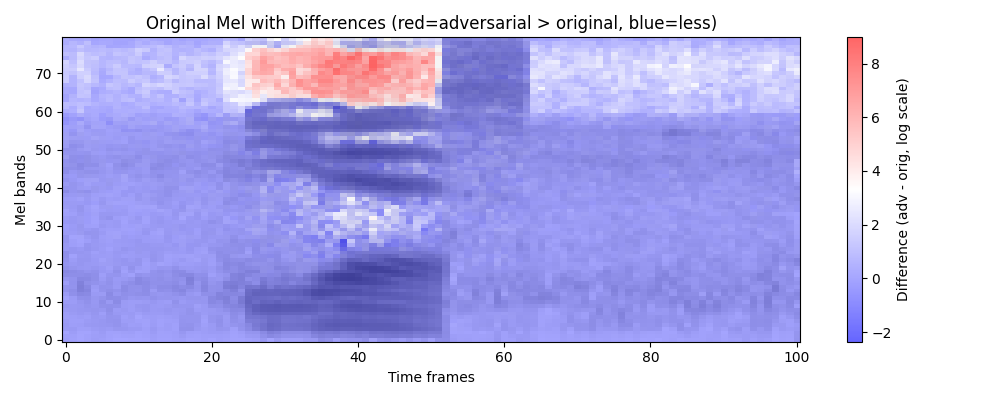 Original Mel with Differences (red=adversarial > original, blue=less)
Mel bands
70
60
50
40
30
20
10
0
0 20 40 60 80 100
Time frames
8
6
4
2
0
−2
Difference (adv - orig, log scale)